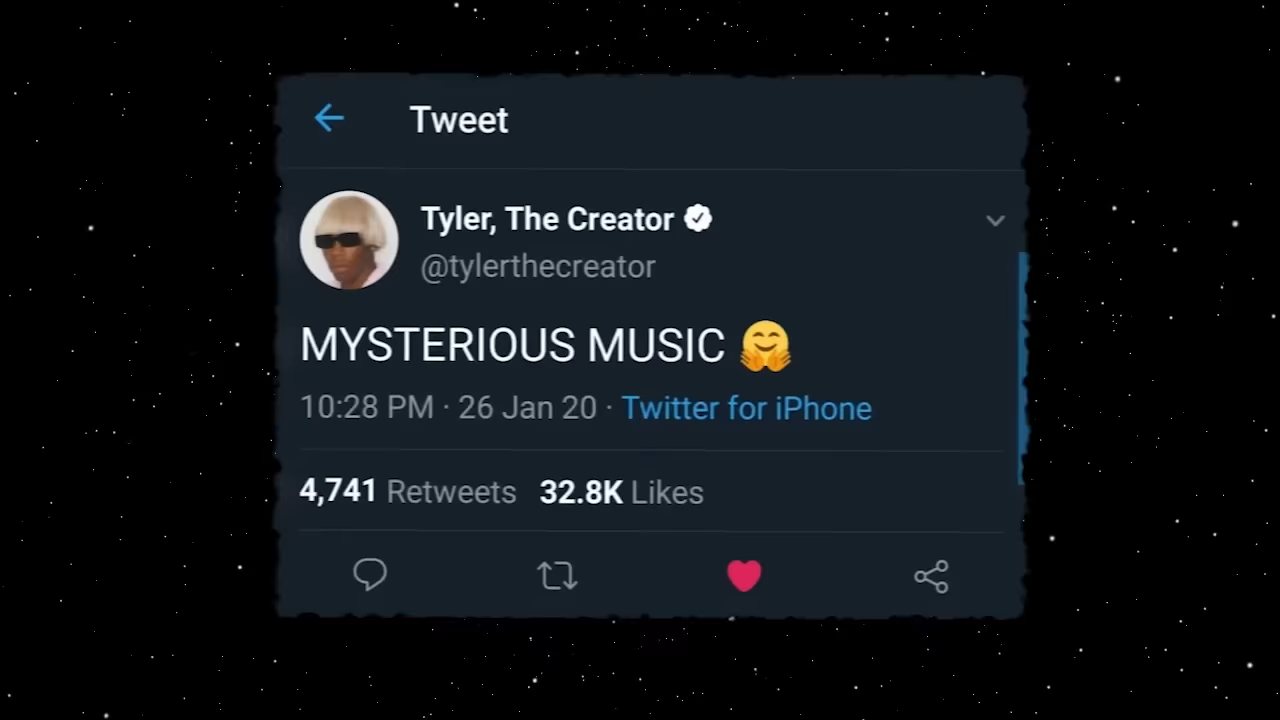 Tweet
Tyler, The Creator
@tylerthecreator
MYSTERIOUS MUSIC 🤗
10:28 PM · 26 Jan 20 · Twitter for iPhone
4,741 Retweets 32.8K Likes